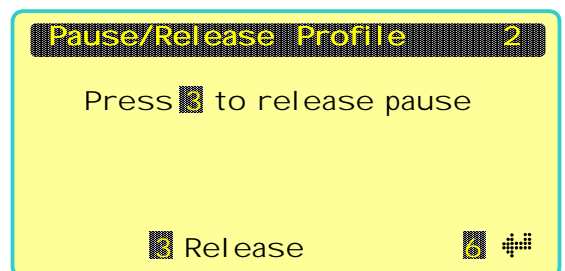 Pause/Release Profile 2
Press 3 to release pause
3 Release 6 ↵